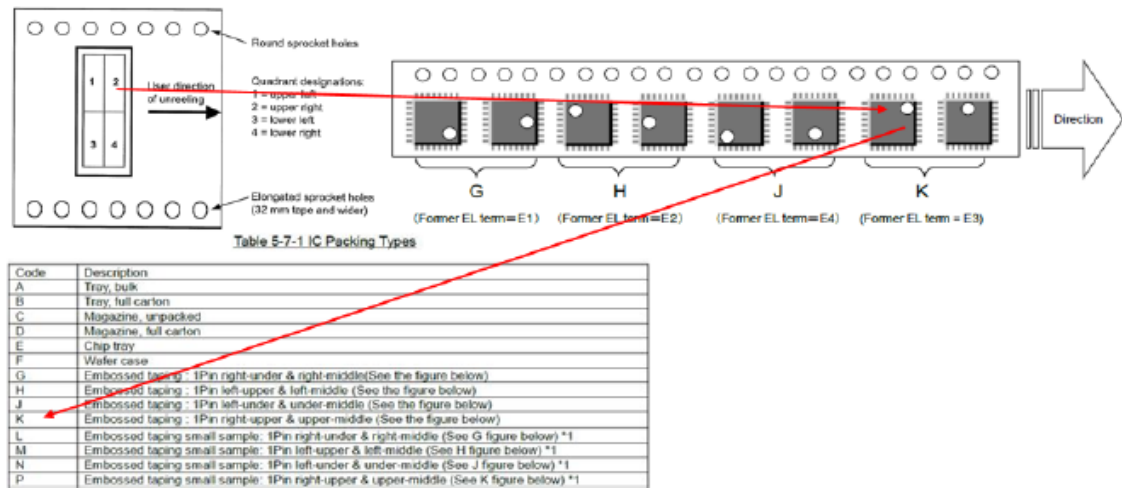 Round sprocket holes
1 2
User direction
of unreeling
Quadrant designations:
1 = upper left
2 = upper right
3 = lower left
4 = lower right
3 4
Elongated sprocket holes
(32 mm tape and wider)
Direction
G H J K
(Former EL term=E1) (Former EL term=E2) (Former EL term=E4) (Former EL term = E3)
Table 5-7-1 IC Packing Types
Code Description
A Tray, bulk
B Tray, full carton
C Magazine, unpacked
D Magazine, full carton
E Chip tray
F Wafer case
G Embossed taping : 1Pin right-under & right-middle(See the figure below)
H Embossed taping : 1Pin left-upper & left-middle (See the figure below)
J Embossed taping : 1Pin left-under & under-middle (See the figure below)
K Embossed taping : 1Pin right-upper & upper-middle (See the figure below)
L Embossed taping small sample: 1Pin right-under & right-middle (See G figure below) *1
M Embossed taping small sample: 1Pin left-upper & left-middle (See H figure below) *1
N Embossed taping small sample: 1Pin left-under & under-middle (See J figure below) *1
P Embossed taping small sample: 1Pin right-upper & upper-middle (See K figure below) *1